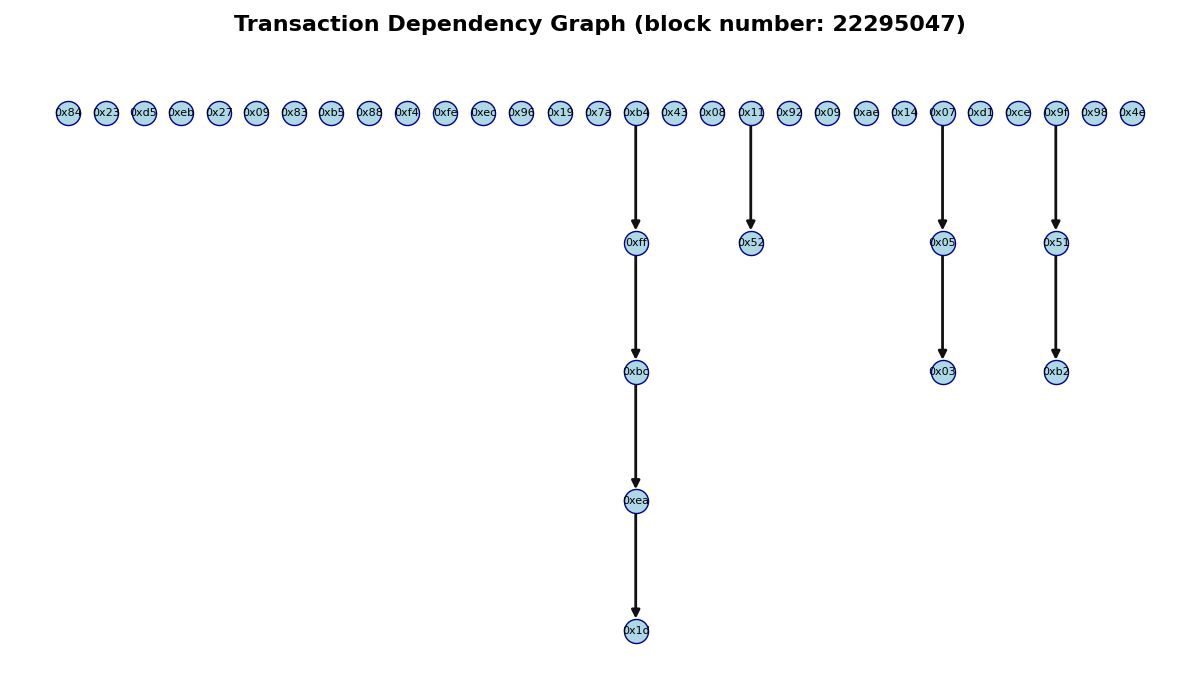 Transaction Dependency Graph (block number: 22295047)
0x84 0x23 0xd5 0xeb 0x27 0x09 0x83 0xb5 0x88 0xf4 0xfe 0xec 0x96 0x19 0x7a 0xb4 0x43 0x08 0x11 0x92 0x09 0xae 0x14 0x07 0xd1 0xce 0x9f 0x98 0x4e
0xff 0x52 0x05 0x51
0xbc 0x03 0xb2
0xea
0x1d